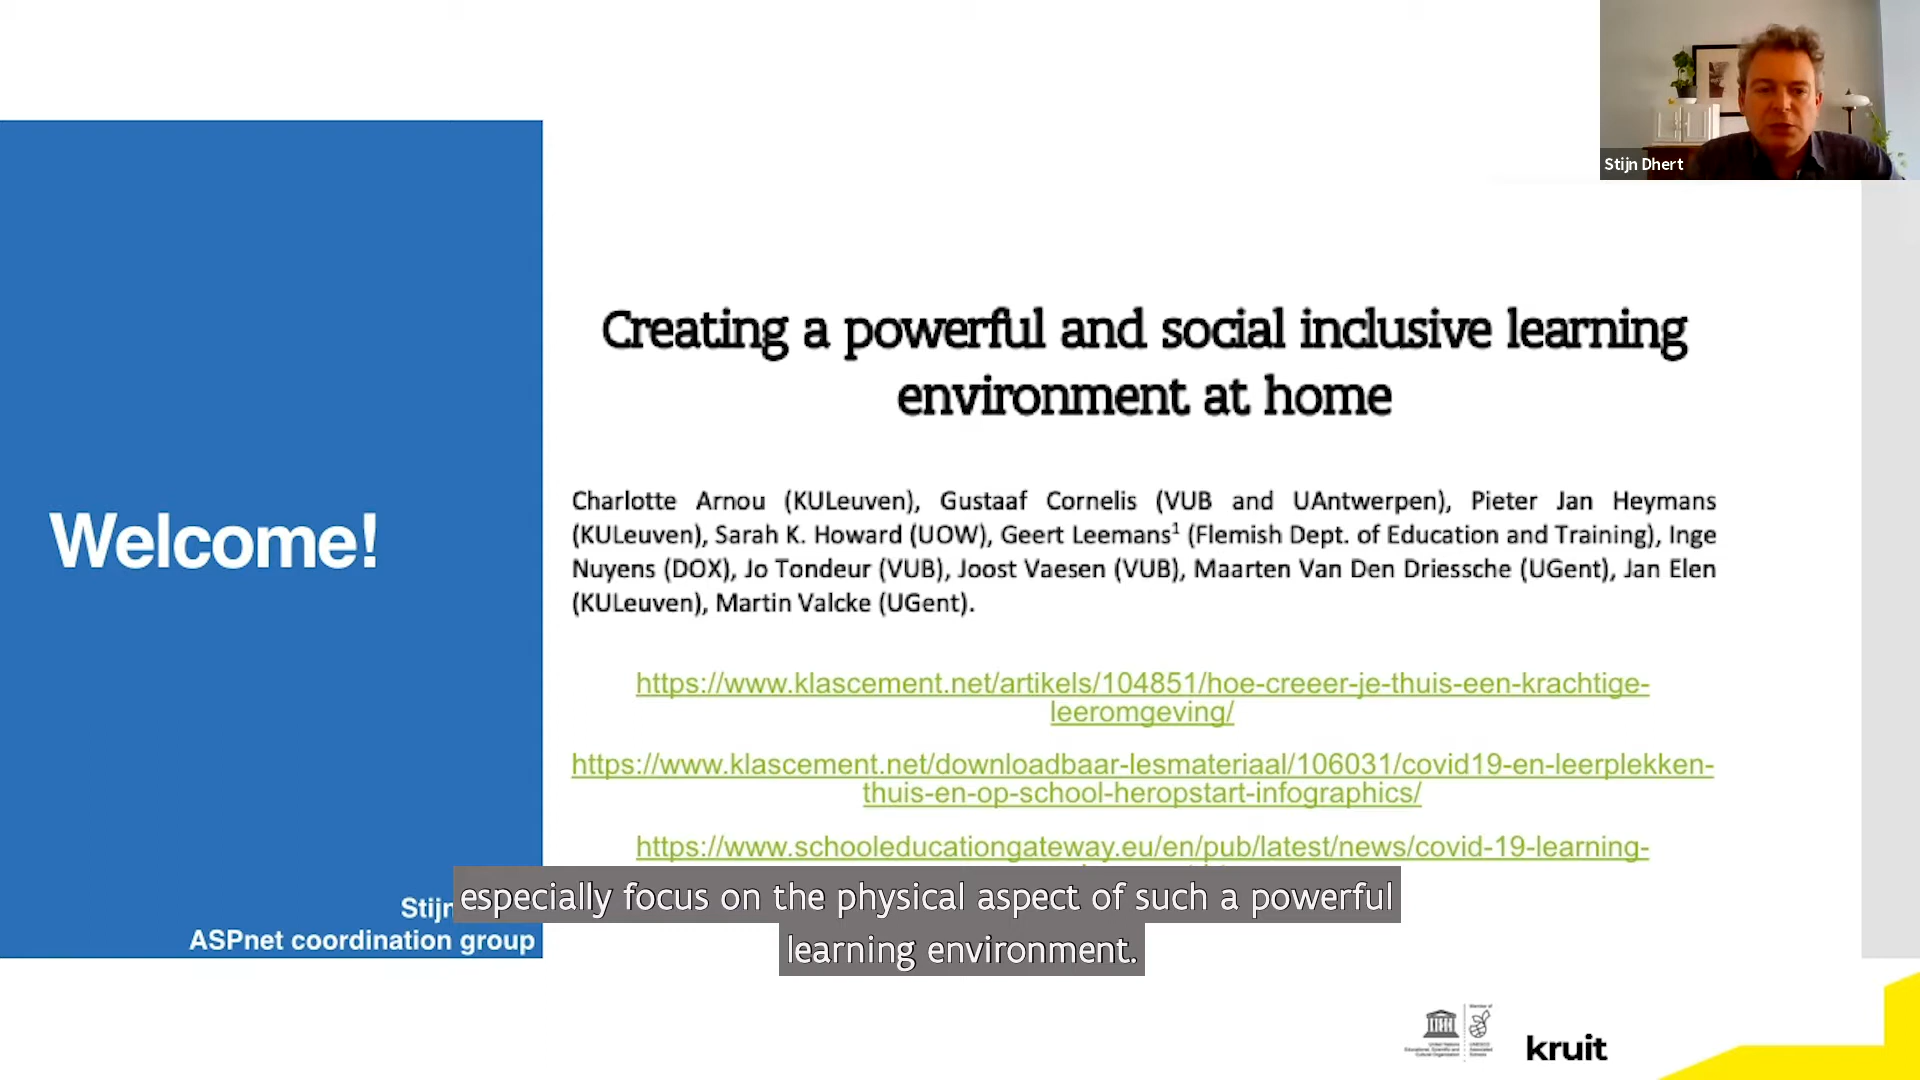 Stijn Dhert
Creating a powerful and social inclusive learning
environment at home
Charlotte Arnou (KULeuven), Gustaaf Cornelis (VUB and UAntwerpen), Pieter Jan Heymans
(KULeuven), Sarah K. Howard (UOW), Geert Leemans¹ (Flemish Dept. of Education and Training), Inge
Nuyens (DOX), Jo Tondeur (VUB), Joost Vaesen (VUB), Maarten Van Den Driessche (UGent), Jan Elen
(KULeuven), Martin Valcke (UGent).
Welcome!
https://www.klascement.net/artikels/104851/hoe-creeer-je-thuis-een-krachtige-
leeromgeving/
https://www.klascement.net/downloadbaar-lesmateriaal/106031/covid19-en-leerplekken-
thuis-en-op-school-heropstart-infographics/
https://www.schooleducationgateway.eu/en/pub/latest/news/covid-19-learning-
ASPnet coordination group
especially focus on the physical aspect of such a powerful
learning environment.
kruit